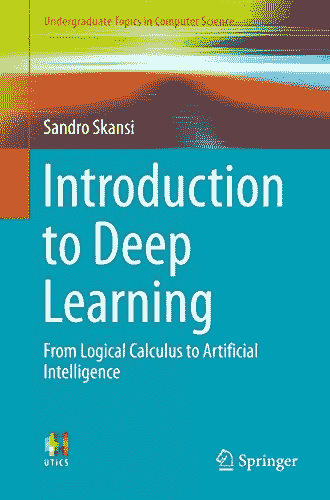 Undergraduate Topics in Computer Science
Sandro Skansi
Introduction
to Deep
Learning
From Logical Calculus to Artificial
Intelligence
UTICS
Springer